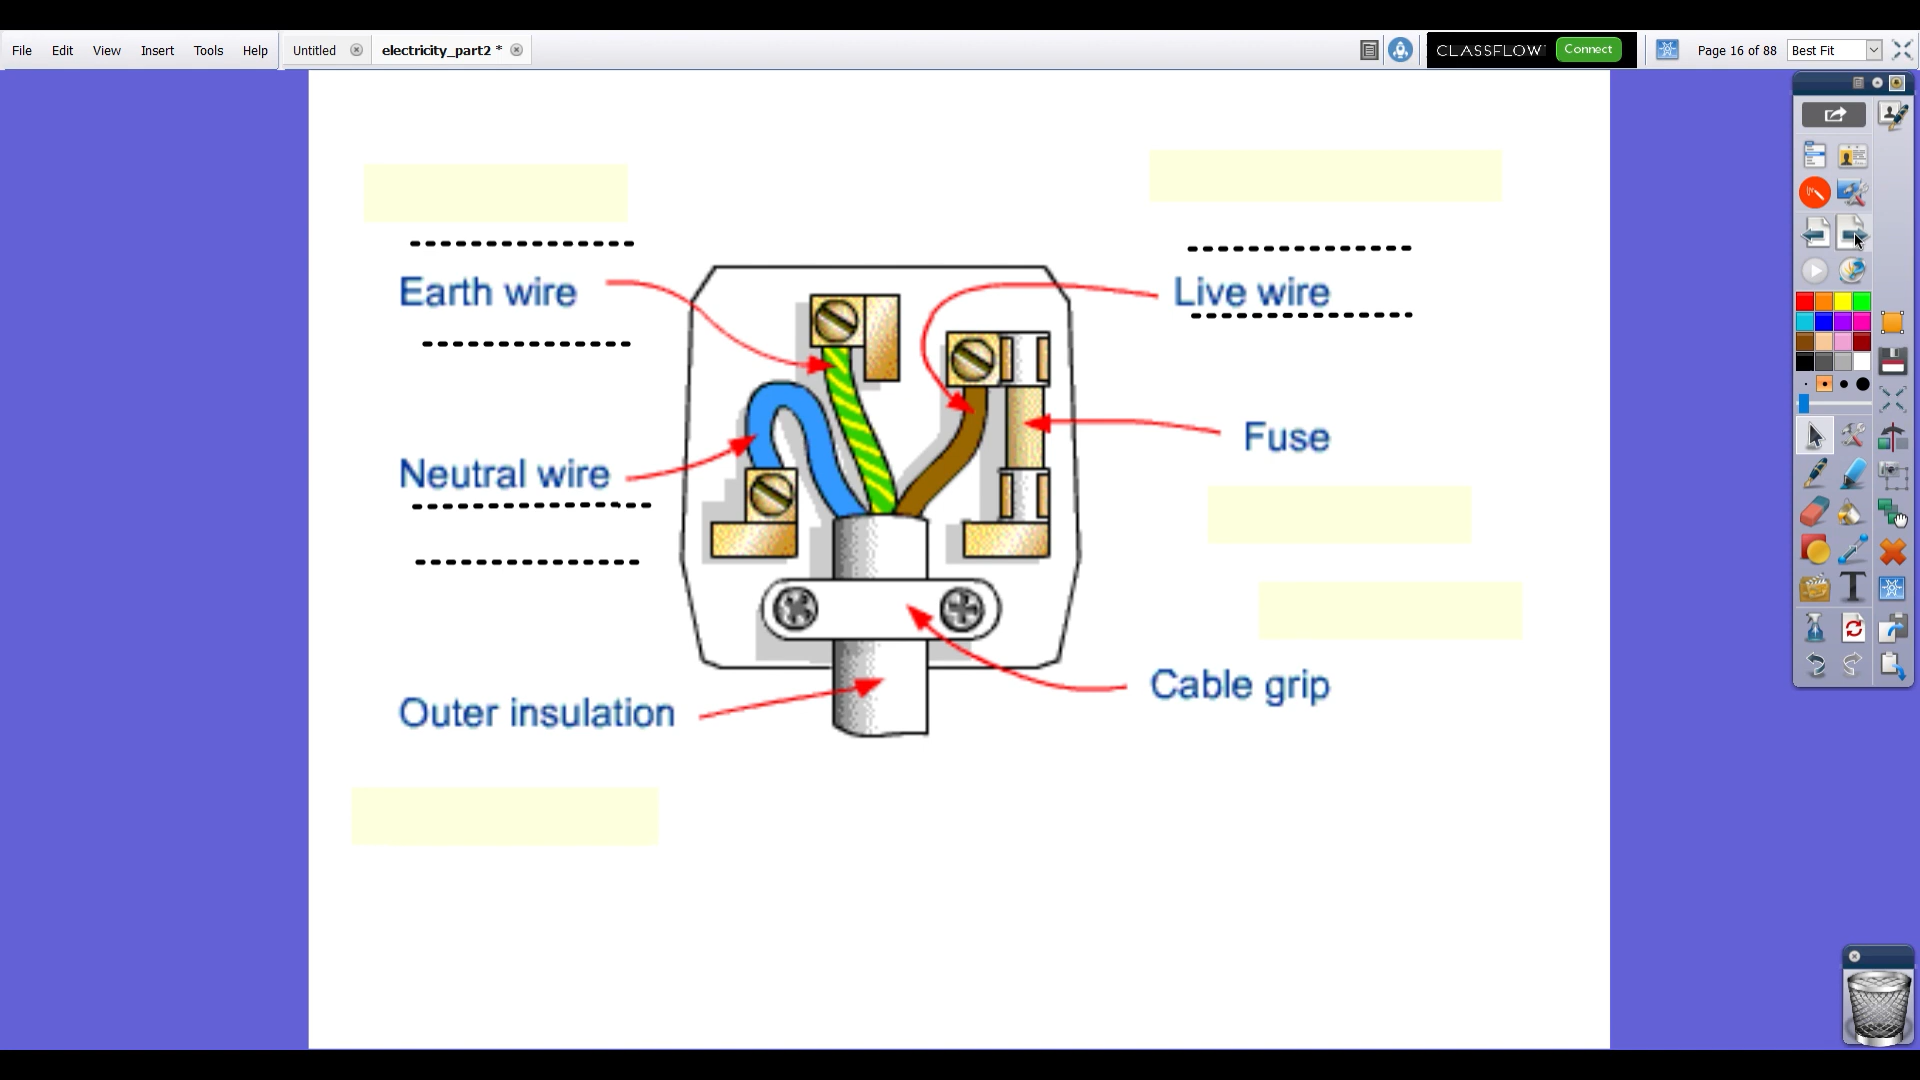 File Edit View Insert Tools Help
Untitled
electricity_part2 *
CLASSFLOW Connect
Page 16 of 88
Best Fit
Earth wire
Live wire
Fuse
Neutral wire
Cable grip
Outer insulation
T